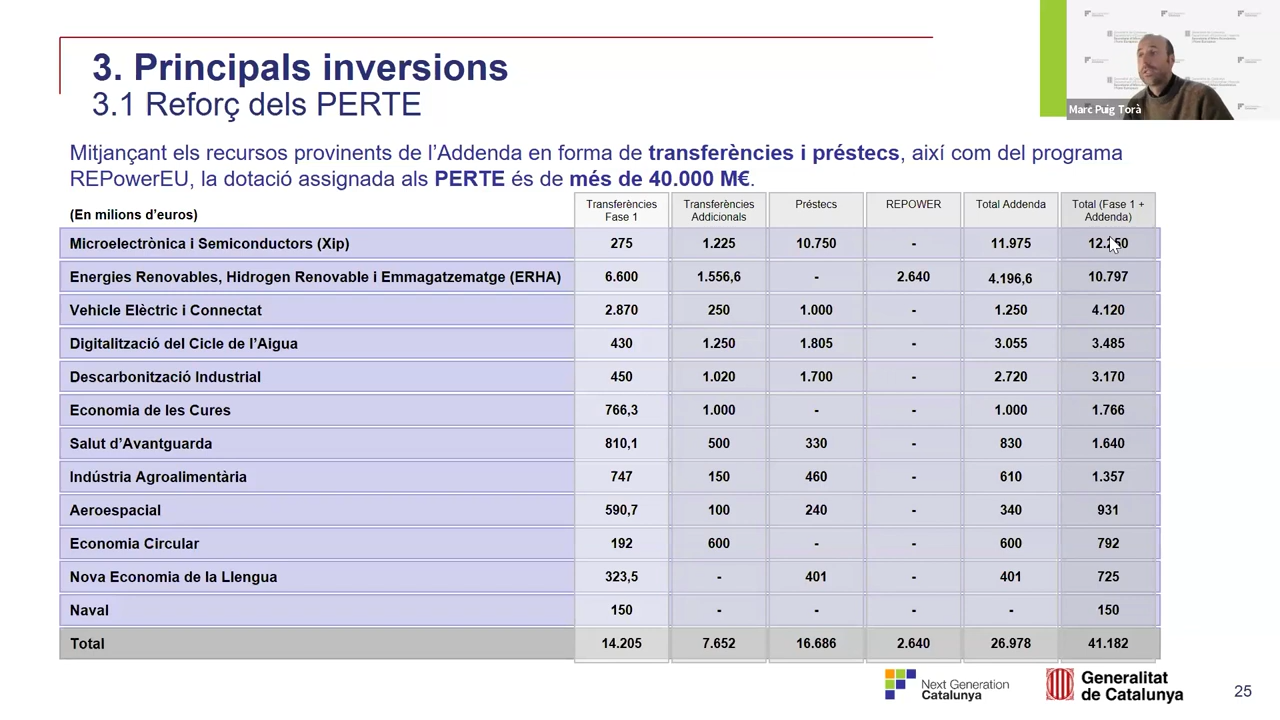 3. Principals inversions
3.1 Reforç dels PERTE
Marc Puig Torà
Mitjançant els recursos provinents de l’Addenda en forma de transferències i préstecs, així com del programa
REPowerEU, la dotació assignada als PERTE és de més de 40.000 M€.
(En milions d’euros) Transferències Fase 1 Transferències Addicionals Préstecs REPOWER Total Addenda Total (Fase 1 + Addenda)
Microelectrònica i Semiconductors (Xip) 275 1.225 10.750 - 11.975
Energies Renovables, Hidrogen Renovable i Emmagatzematge (ERHA) 6.600 1.556,6 - 2.640 4.196,6 10.797
Vehicle Elèctric i Connectat 2.870 250 1.000 - 1.250 4.120
Digitalització del Cicle de l’Aigua 430 1.250 1.805 - 3.055 3.485
Descarbonització Industrial 450 1.020 1.700 - 2.720 3.170
Economia de les Cures 766,3 1.000 - - 1.000 1.766
Salut d’Avantguarda 810,1 500 330 - 830 1.640
Indústria Agroalimentària 747 150 460 - 610 1.357
Aeroespacial 590,7 100 240 - 340 931
Economia Circular 192 600 - - 600 792
Nova Economia de la Llengua 323,5 - 401 - 401 725
Naval 150 - - - - 150
Total 14.205 7.652 16.686 2.640 26.978 41.182
Next Generation
Catalunya
Generalitat
de Catalunya
25